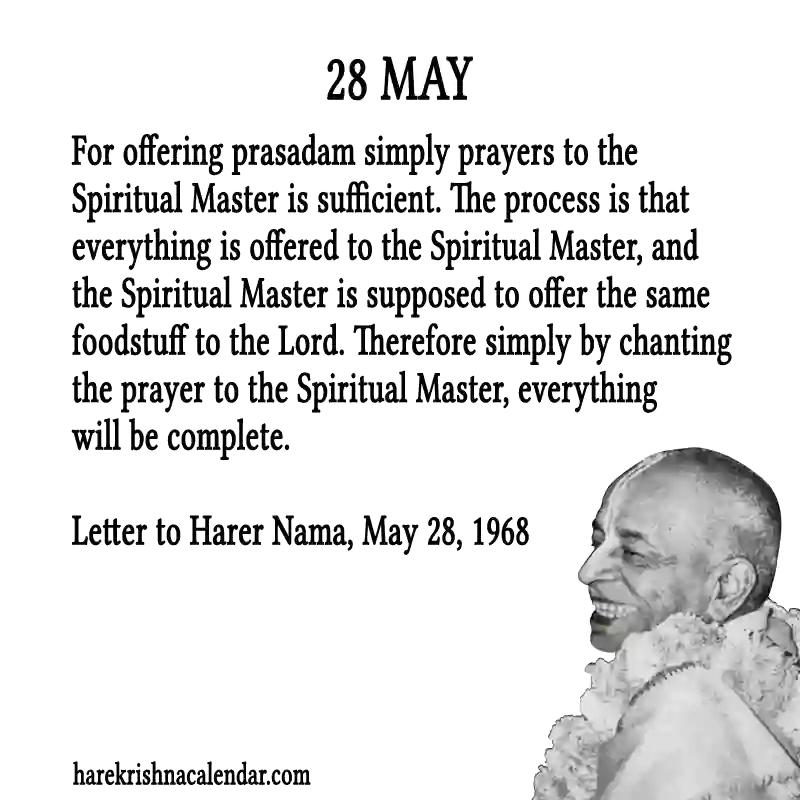 28 MAY
For offering prasadam simply prayers to the
Spiritual Master is sufficient. The process is that
everything is offered to the Spiritual Master, and
the Spiritual Master is supposed to offer the same
foodstuff to the Lord. Therefore simply by chanting
the prayer to the Spiritual Master, everything
will be complete.
Letter to Harer Nama, May 28, 1968
harekrishnacalendar.com